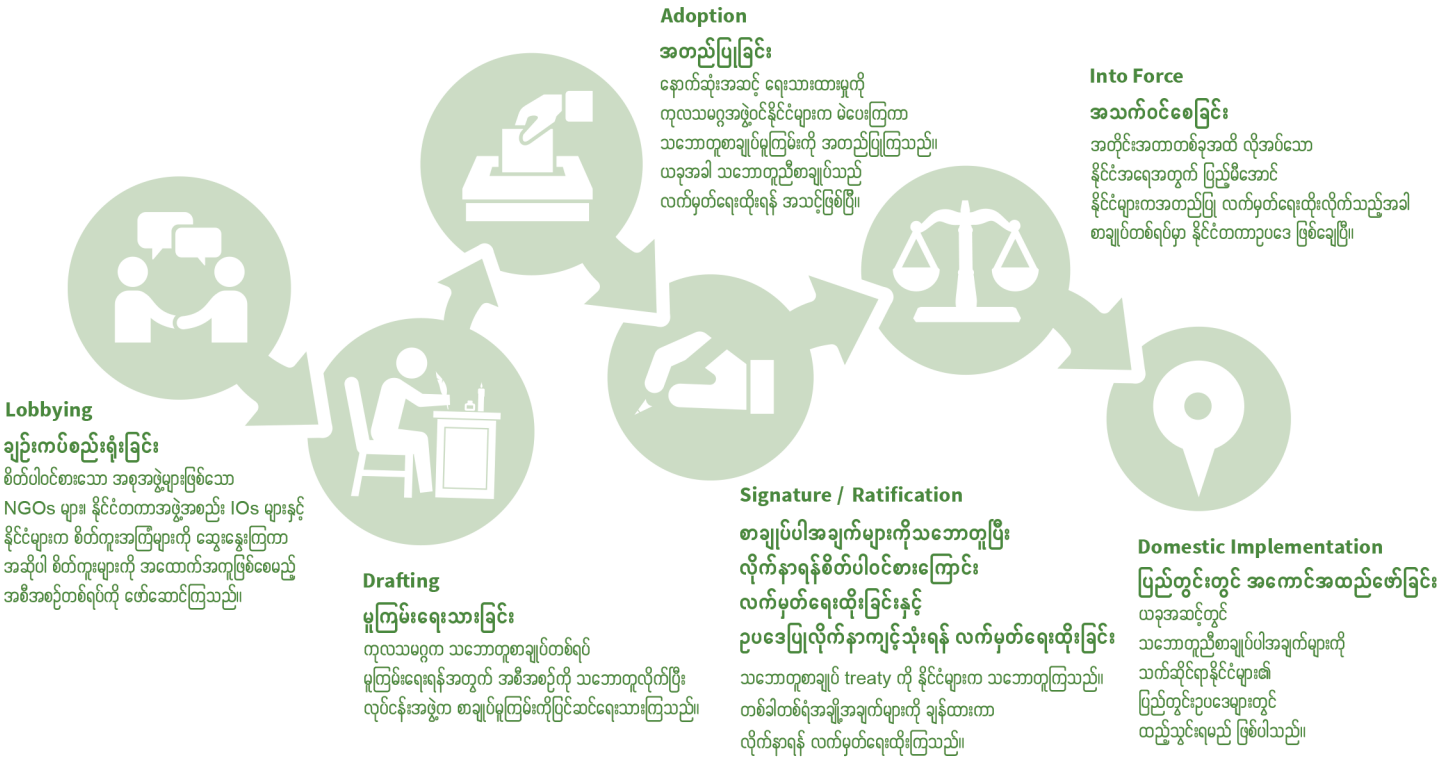 Lobbying
ချဉ်းကပ်စည်းရုံးခြင်း
စိတ်ပါဝင်စားသော အစုအဖွဲ့များဖြစ်သော
NGOs များ၊ နိုင်ငံတကာအဖွဲ့အစည်း IOs များနှင့်
နိုင်ငံများက စိတ်ကူးအကြံများကို ဆွေးနွေးကြကာ
အဆိုပါ စိတ်ကူးများကို အထောက်အကူဖြစ်စေမည့်
အစီအစဉ်တစ်ရပ်ကို ဖော်ဆောင်ကြသည်။
Drafting
မူကြမ်းရေးသားခြင်း
ကုလသမဂ္ဂက သဘောတူစာချုပ်တစ်ရပ်
မူကြမ်းရေးရန်အတွက် အစီအစဉ်ကို သဘောတူလိုက်ပြီး
လုပ်ငန်းအဖွဲ့က စာချုပ်မူကြမ်းကိုပြင်ဆင်ရေးသားကြသည်။
Adoption
အတည်ပြုခြင်း
နောက်ဆုံးအဆင့် ရေးသားထားမှုကို
ကုလသမဂ္ဂအဖွဲ့ဝင်နိုင်ငံများက မဲပေးကြကာ
သဘောတူစာချုပ်မူကြမ်းကို အတည်ပြုကြသည်။
ယခုအခါ သဘောတူညီစာချုပ်သည်
လက်မှတ်ရေးထိုးရန် အသင့်ဖြစ်ပြီ။
Signature / Ratification
စာချုပ်ပါအချက်များကိုသဘောတူပြီး
လိုက်နာရန်စိတ်ပါဝင်စားကြောင်း
လက်မှတ်ရေးထိုးခြင်းနှင့်
ဥပဒေပြုလိုက်နာကျင့်သုံးရန် လက်မှတ်ရေးထိုးခြင်း
သဘောတူစာချုပ် treaty ကို နိုင်ငံများက သဘောတူကြသည်။
တစ်ခါတစ်ရံအချို့အချက်များကို ချန်ထားကာ
လိုက်နာရန် လက်မှတ်ရေးထိုးကြသည်။
Into Force
အသက်ဝင်စေခြင်း
အတိုင်းအတာတစ်ခုအထိ လိုအပ်သော
နိုင်ငံအရေအတွက် ပြည့်မီအောင်
နိုင်ငံများကအတည်ပြု လက်မှတ်ရေးထိုးလိုက်သည့်အခါ
စာချုပ်တစ်ရပ်မှာ နိုင်ငံတကာဥပဒေ ဖြစ်ချေပြီ။
Domestic Implementation
ပြည်တွင်းတွင် အကောင်အထည်ဖော်ခြင်း
ယခုအဆင့်တွင်
သဘောတူညီစာချုပ်ပါအချက်များကို
သက်ဆိုင်ရာနိုင်ငံများ၏
ပြည်တွင်းဥပဒေများတွင်
ထည့်သွင်းရမည် ဖြစ်ပါသည်။